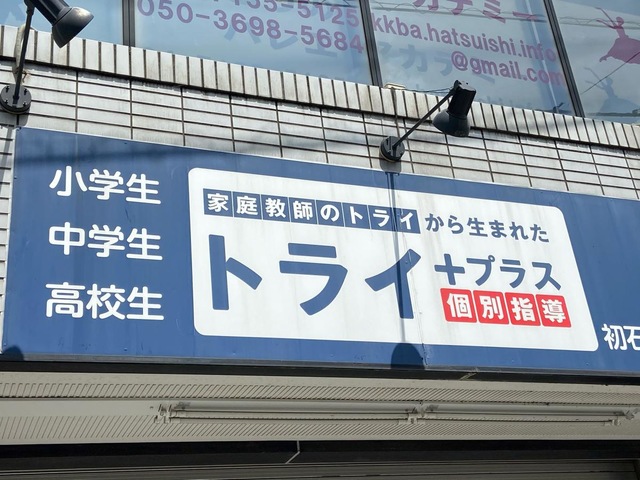 050-3698-5684
kkba.hatsuishi.info
@gmail.com
小学生
中学生
高校生
家庭教師のトライから生まれた
トライ+プラス
個別指導
初石